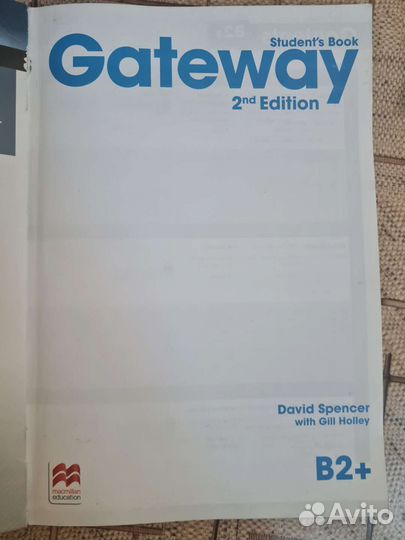 Student's Book
Gateway
2nd Edition
David Spencer
with Gill Holley
B2+
macmillan
education
Avito